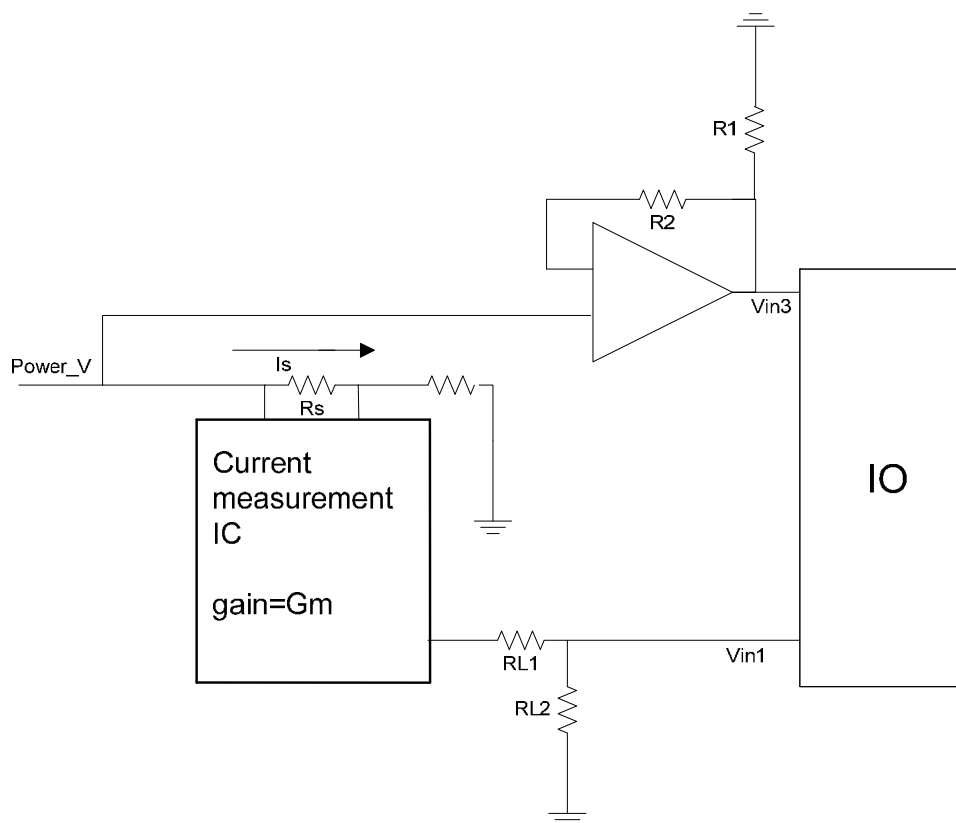 R1
R2
Vin3
Power_V
Is
Rs
Current
measurement
IC
gain=Gm
IO
RL1
Vin1
RL2